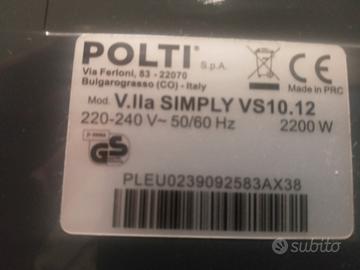 POLTI S.p.A.
Via Ferloni, 83 - 22070
Bulgarograsso (CO) - Italy
Made in PRC
Mod. V.lla SIMPLY VS10.12
220-240 V~ 50/60 Hz 2200 W
GS
PLEU0239092583AX38
subito